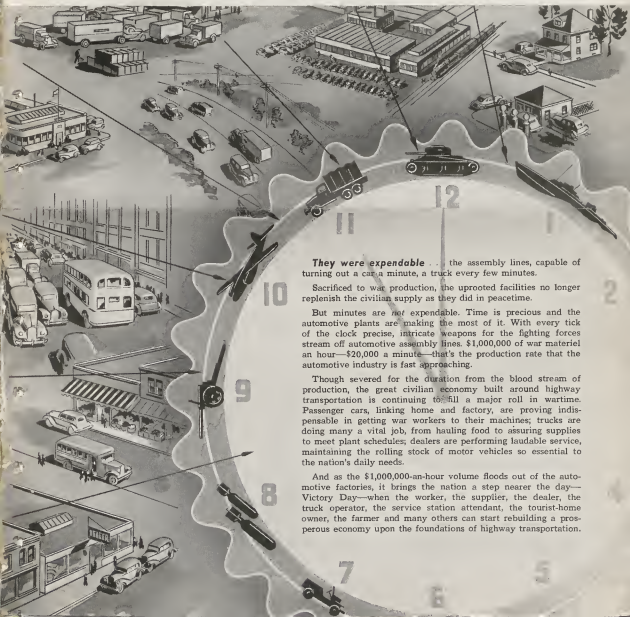 12
11
1
10
2
9
8
4
7
5
6
They were expendable . . . the assembly lines, capable of
turning out a car a minute, a truck every few minutes.
Sacrificed to war production, the uprooted facilities no longer
replenish the civilian supply as they did in peacetime.
But minutes are not expendable. Time is precious and the
automotive plants are making the most of it. With every tick
of the clock precise, intricate weapons for the fighting forces
stream off automotive assembly lines. $1,000,000 of war materiel
an hour—$20,000 a minute—that's the production rate that the
automotive industry is fast approaching.
Though severed for the duration from the blood stream of
production, the great civilian economy built around highway
transportation is continuing to fill a major roll in wartime.
Passenger cars, linking home and factory, are proving indis-
pensable in getting war workers to their machines; trucks are
doing many a vital job, from hauling food to assuring supplies
to meet plant schedules; dealers are performing laudable service,
maintaining the rolling stock of motor vehicles so essential to
the nation's daily needs.
And as the $1,000,000-an-hour volume floods out of the auto-
motive factories, it brings the nation a step nearer the day—
Victory Day—when the worker, the supplier, the dealer, the
truck operator, the service station attendant, the tourist-home
owner, the farmer and many others can start rebuilding a pros-
perous economy upon the foundations of highway transportation.
DEALER